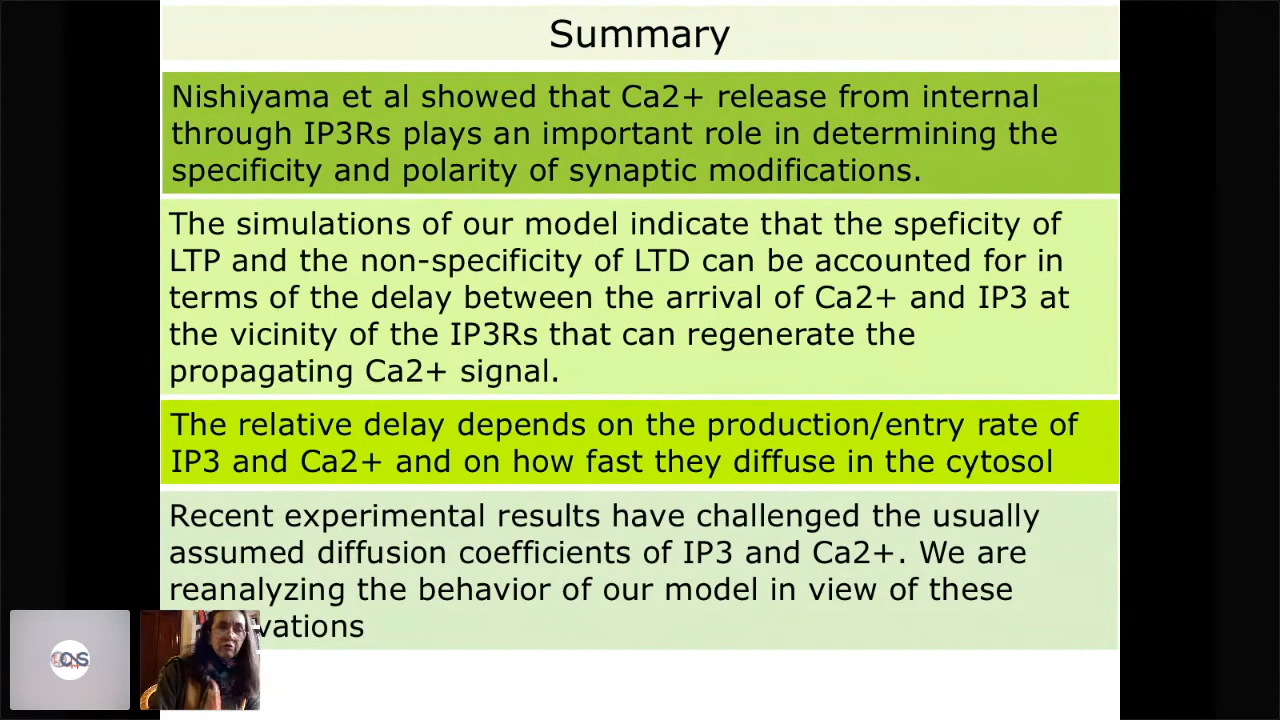 Summary
Nishiyama et al showed that Ca2+ release from internal
through IP3Rs plays an important role in determining the
specificity and polarity of synaptic modifications.
The simulations of our model indicate that the speficity of
LTP and the non-specificity of LTD can be accounted for in
terms of the delay between the arrival of Ca2+ and IP3 at
the vicinity of the IP3Rs that can regenerate the
propagating Ca2+ signal.
The relative delay depends on the production/entry rate of
IP3 and Ca2+ and on how fast they diffuse in the cytosol
Recent experimental results have challenged the usually
assumed diffusion coefficients of IP3 and Ca2+. We are
reanalyzing the behavior of our model in view of these
vations